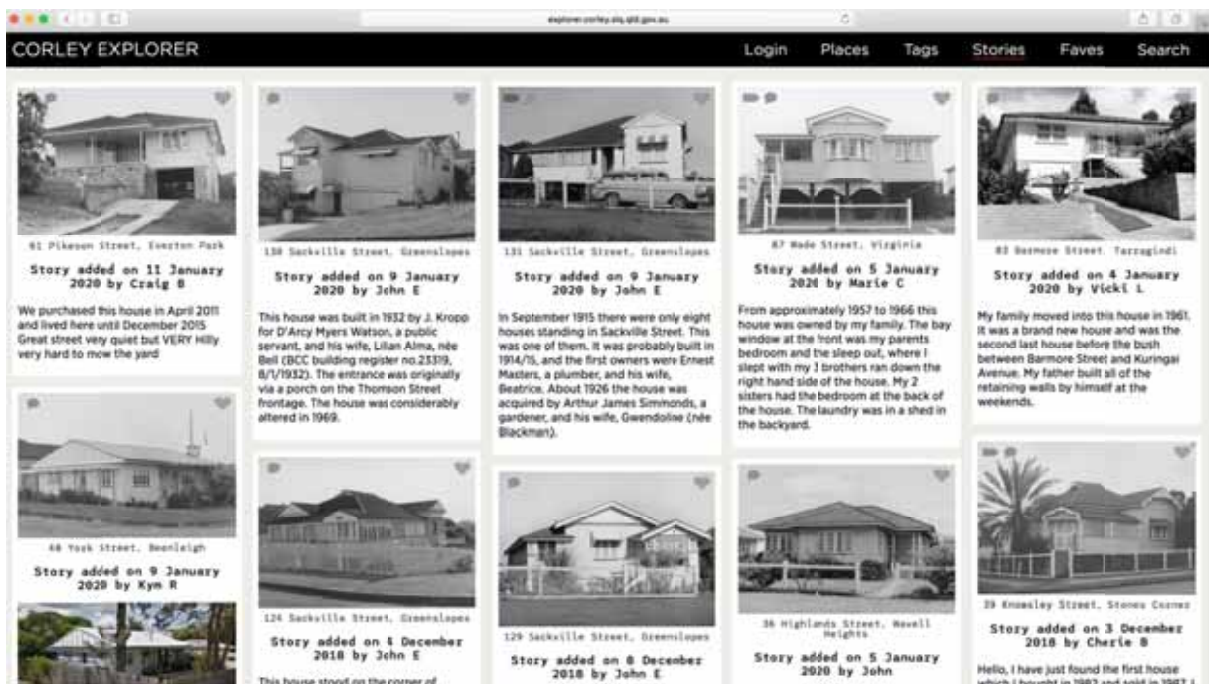 explorer.corley.slq.qld.gov.au
CORLEY EXPLORER
Login Places Tags Stories Faves Search
61 Pikeson Street, Everton Park
Story added on 11 January
2020 by Craig B
We purchased this house in April 2011
and lived here until December 2015
Great street very quiet but VERY Hilly
very hard to mow the yard
68 York Street, Beenleigh
Story added on 9 January
2020 by Kym R
130 Sackville Street, Greenslopes
Story added on 9 January
2020 by John E
This house was built in 1932 by J. Kropp
for D'Arcy Myers Watson, a public
servant, and his wife, Lilan Alma, née
Bell (BCC building register no.23319,
8/1/1932). The entrance was originally
via a porch on the Thomson Street
frontage. The house was considerably
altered in 1969.
124 Sackville Street, Greenslopes
Story added on 6 December
2018 by John E
This house stood on the corner of
131 Sackville Street, Greenslopes
Story added on 9 January
2020 by John E
In September 1915 there were only eight
houses standing in Sackville Street. This
was one of them. It was probably built in
1914/15, and the first owners were Ernest
Masters, a plumber, and his wife,
Beatrice. About 1926 the house was
acquired by Arthur James Simmonds, a
gardener, and his wife, Gwendoline (née
Blackman).
129 Sackville Street, Greenslopes
Story added on 8 December
2018 by John E
87 Wade Street, Virginia
Story added on 5 January
2020 by Marie C
From approximately 1957 to 1966 this
house was owned by my family. The bay
window at the front was my parents
bedroom and the sleep out, where I
slept with my 3 brothers ran down the
right hand side of the house. My 2
sisters had the bedroom at the back of
the house. The laundry was in a shed in
the backyard.
36 Highlands Street, Wavell
Heights
Story added on 5 January
2020 by John
83 Barmore Street, Tarragindi
Story added on 4 January
2020 by Vicki L
My family moved into this house in 1961.
It was a brand new house and was the
second last house before the bush
between Barmore Street and Kuringai
Avenue. My father built all of the
retaining walls by himself at the
weekends.
39 Knowsley Street, Stones Corner
Story added on 3 December
2018 by Cherie B
Hello, I have just found the first house
which I bought in 1982 and sold in 1987. I